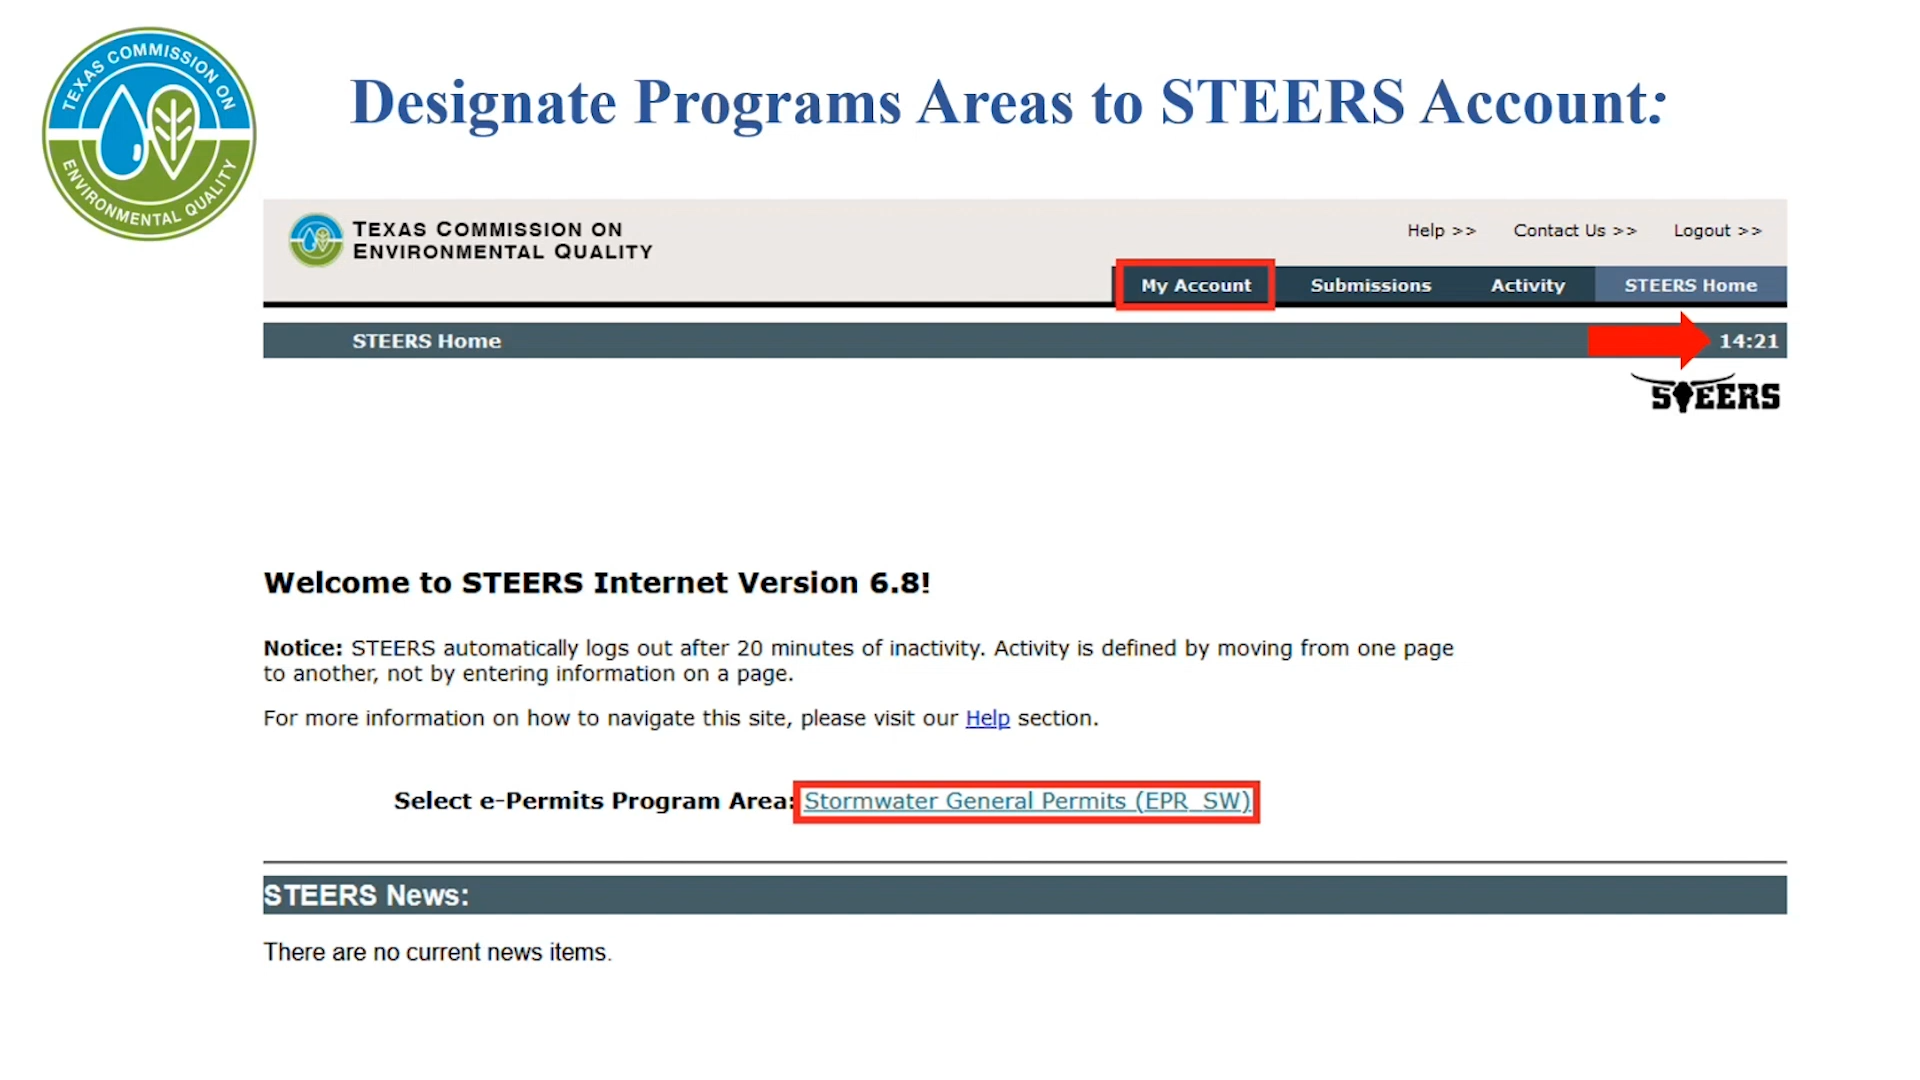 TEXAS COMMISSION ON
ENVIRONMENTAL QUALITY
Designate Programs Areas to STEERS Account:
TEXAS COMMISSION ON
ENVIRONMENTAL QUALITY
Help >> Contact Us >> Logout >>
My Account Submissions Activity STEERS Home
STEERS Home 14:21
STEERS
Welcome to STEERS Internet Version 6.8!
Notice: STEERS automatically logs out after 20 minutes of inactivity. Activity is defined by moving from one page
to another, not by entering information on a page.
For more information on how to navigate this site, please visit our Help section.
Select e-Permits Program Area: Stormwater General Permits (EPR_SW)
STEERS News:
There are no current news items.